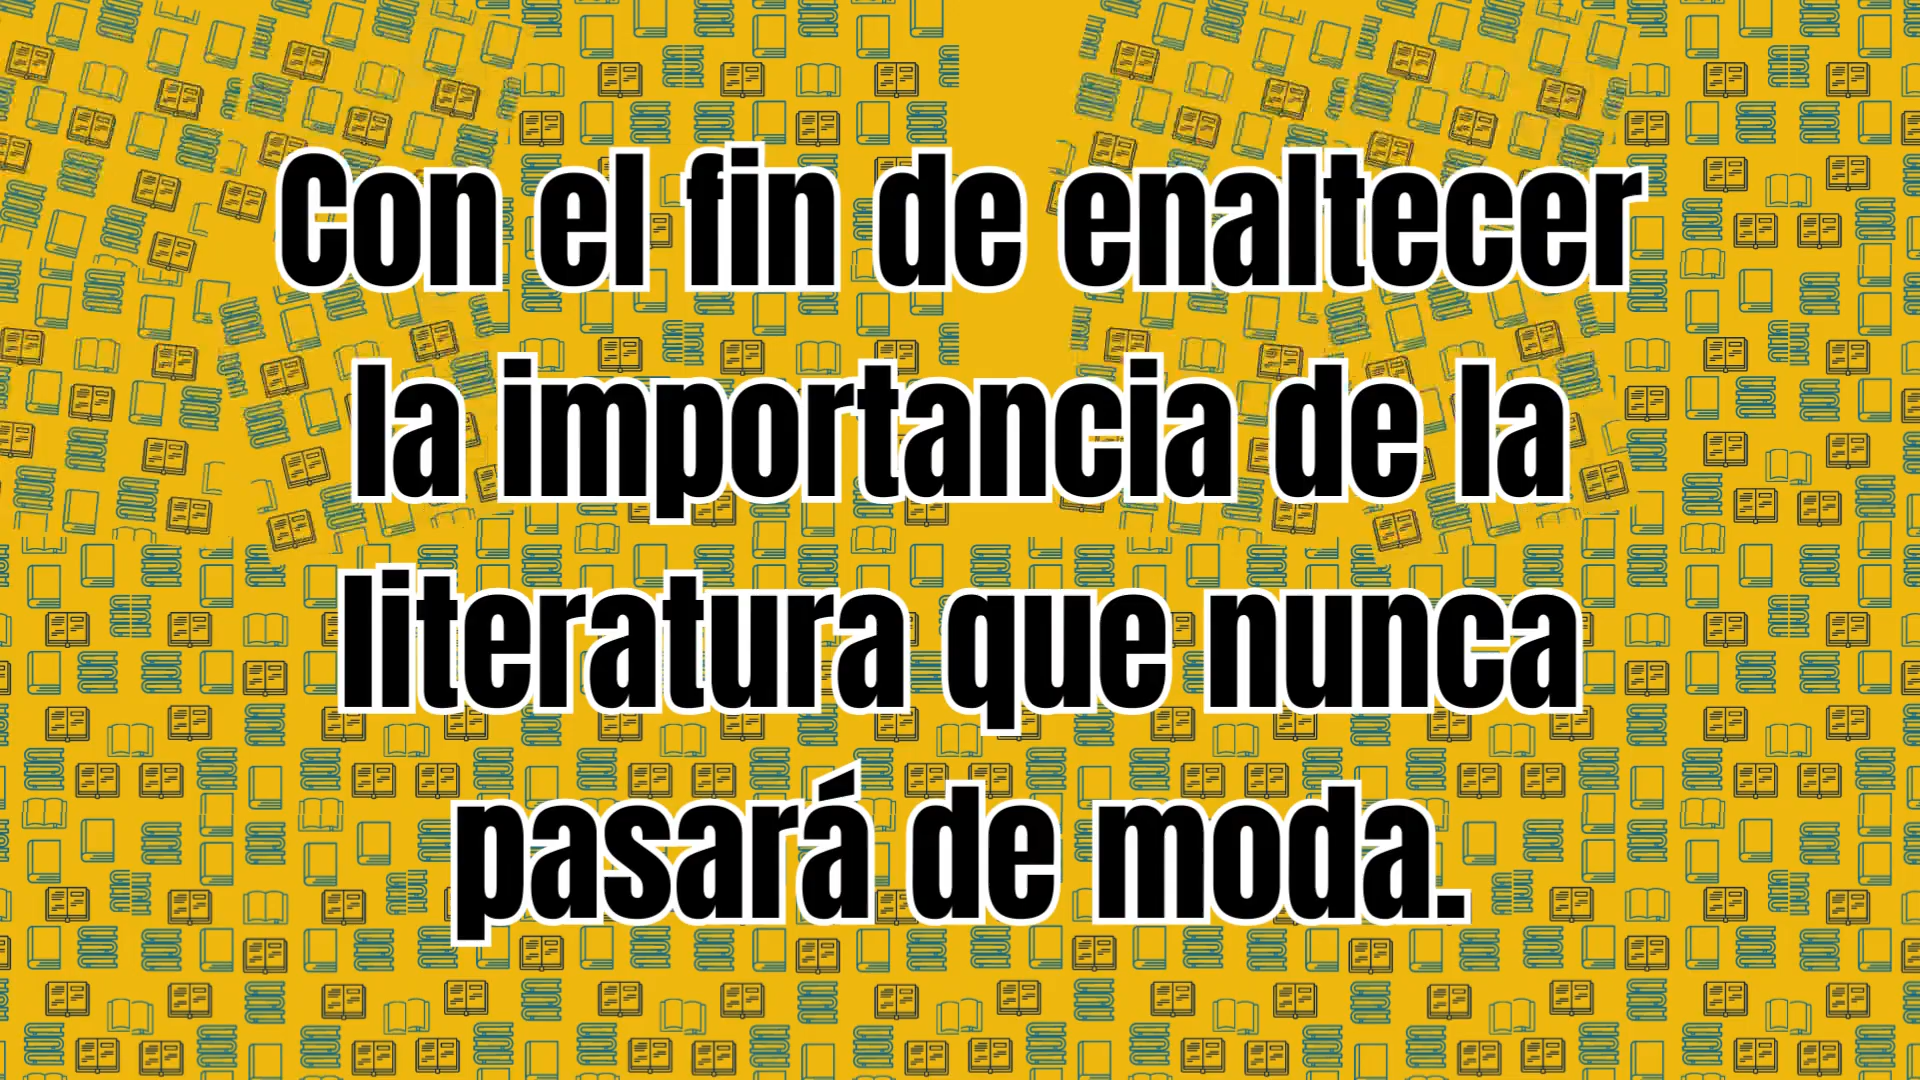 Con el fin de enaltecer
la importancia de la
literatura que nunca
pasará de moda.